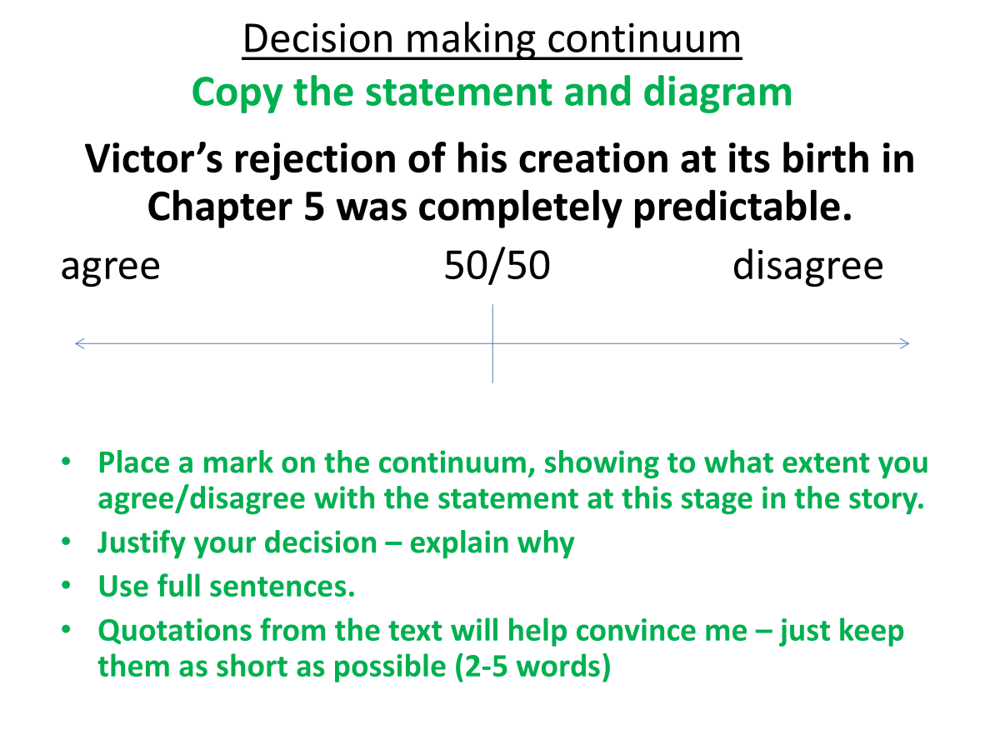 Decision making continuum
Copy the statement and diagram
Victor’s rejection of his creation at its birth in
Chapter 5 was completely predictable.
agree 50/50 disagree
• Place a mark on the continuum, showing to what extent you
agree/disagree with the statement at this stage in the story.
• Justify your decision – explain why
• Use full sentences.
• Quotations from the text will help convince me – just keep
them as short as possible (2-5 words)